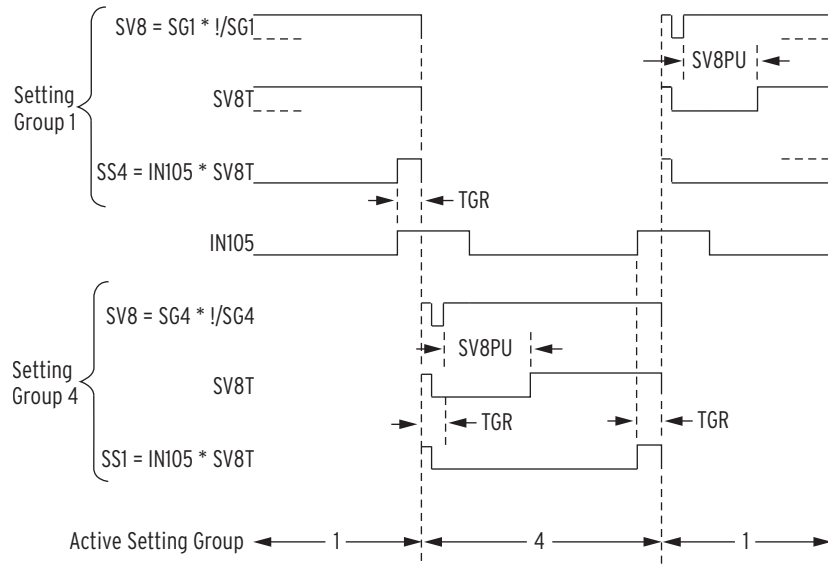 SV8 = SG1 * !/SG1
SV8PU
Setting
Group 1
SV8T
SS4 = IN105 * SV8T
TGR
IN105
SV8 = SG4 * !/SG4
SV8PU
Setting
Group 4
SV8T
TGR
TGR
SS1 = IN105 * SV8T
Active Setting Group
1
4
1